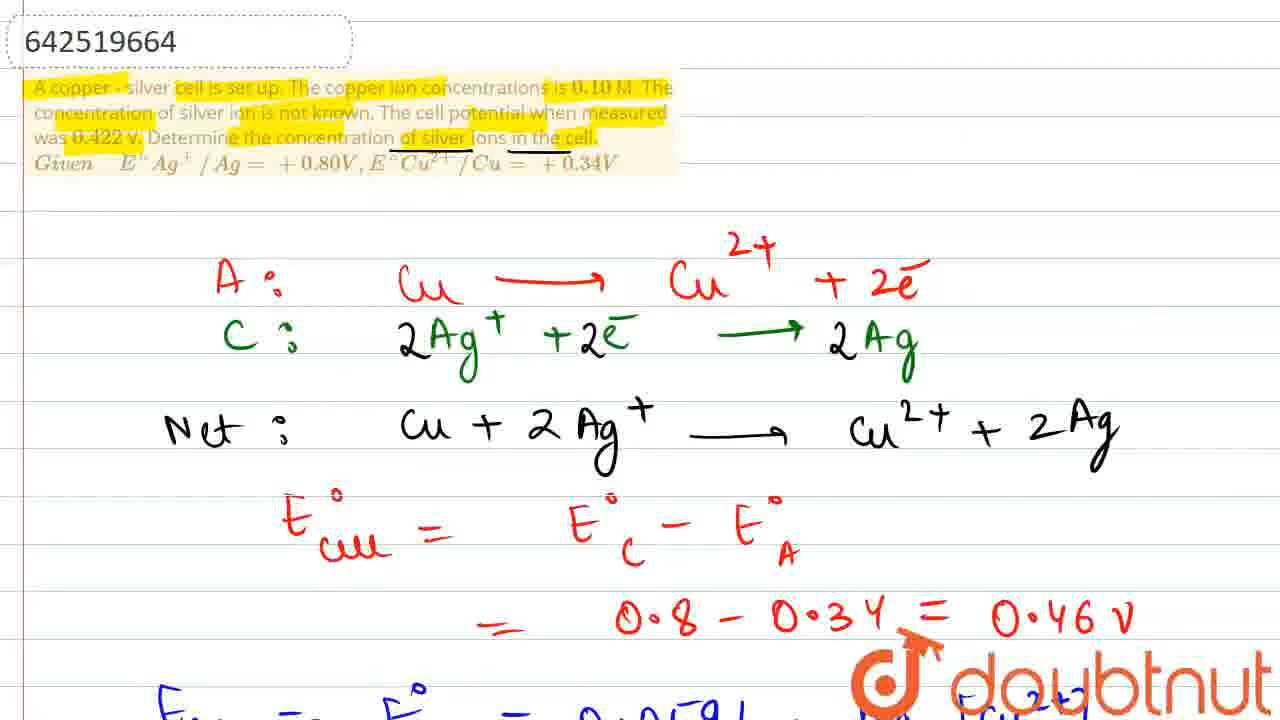 642519664
A copper - silver cell is set up. The copper ion concentrations is 0.10 M. The
concentration of silver ion is not known. The cell potential when measured
was 0.422 v. Determine the concentration of silver ions in the cell.
Given E° Ag⁺ / Ag = +0.80V, E° Cu²⁺ / Cu = +0.34V
A : Cu ⟶ Cu²⁺ + 2e⁻
C : 2Ag⁺ + 2e⁻ ⟶ 2Ag
Net : Cu + 2Ag⁺ ⟶ Cu²⁺ + 2Ag
E°cell = E°C − E°A
= 0.8 − 0.34 = 0.46 V
doubtnut